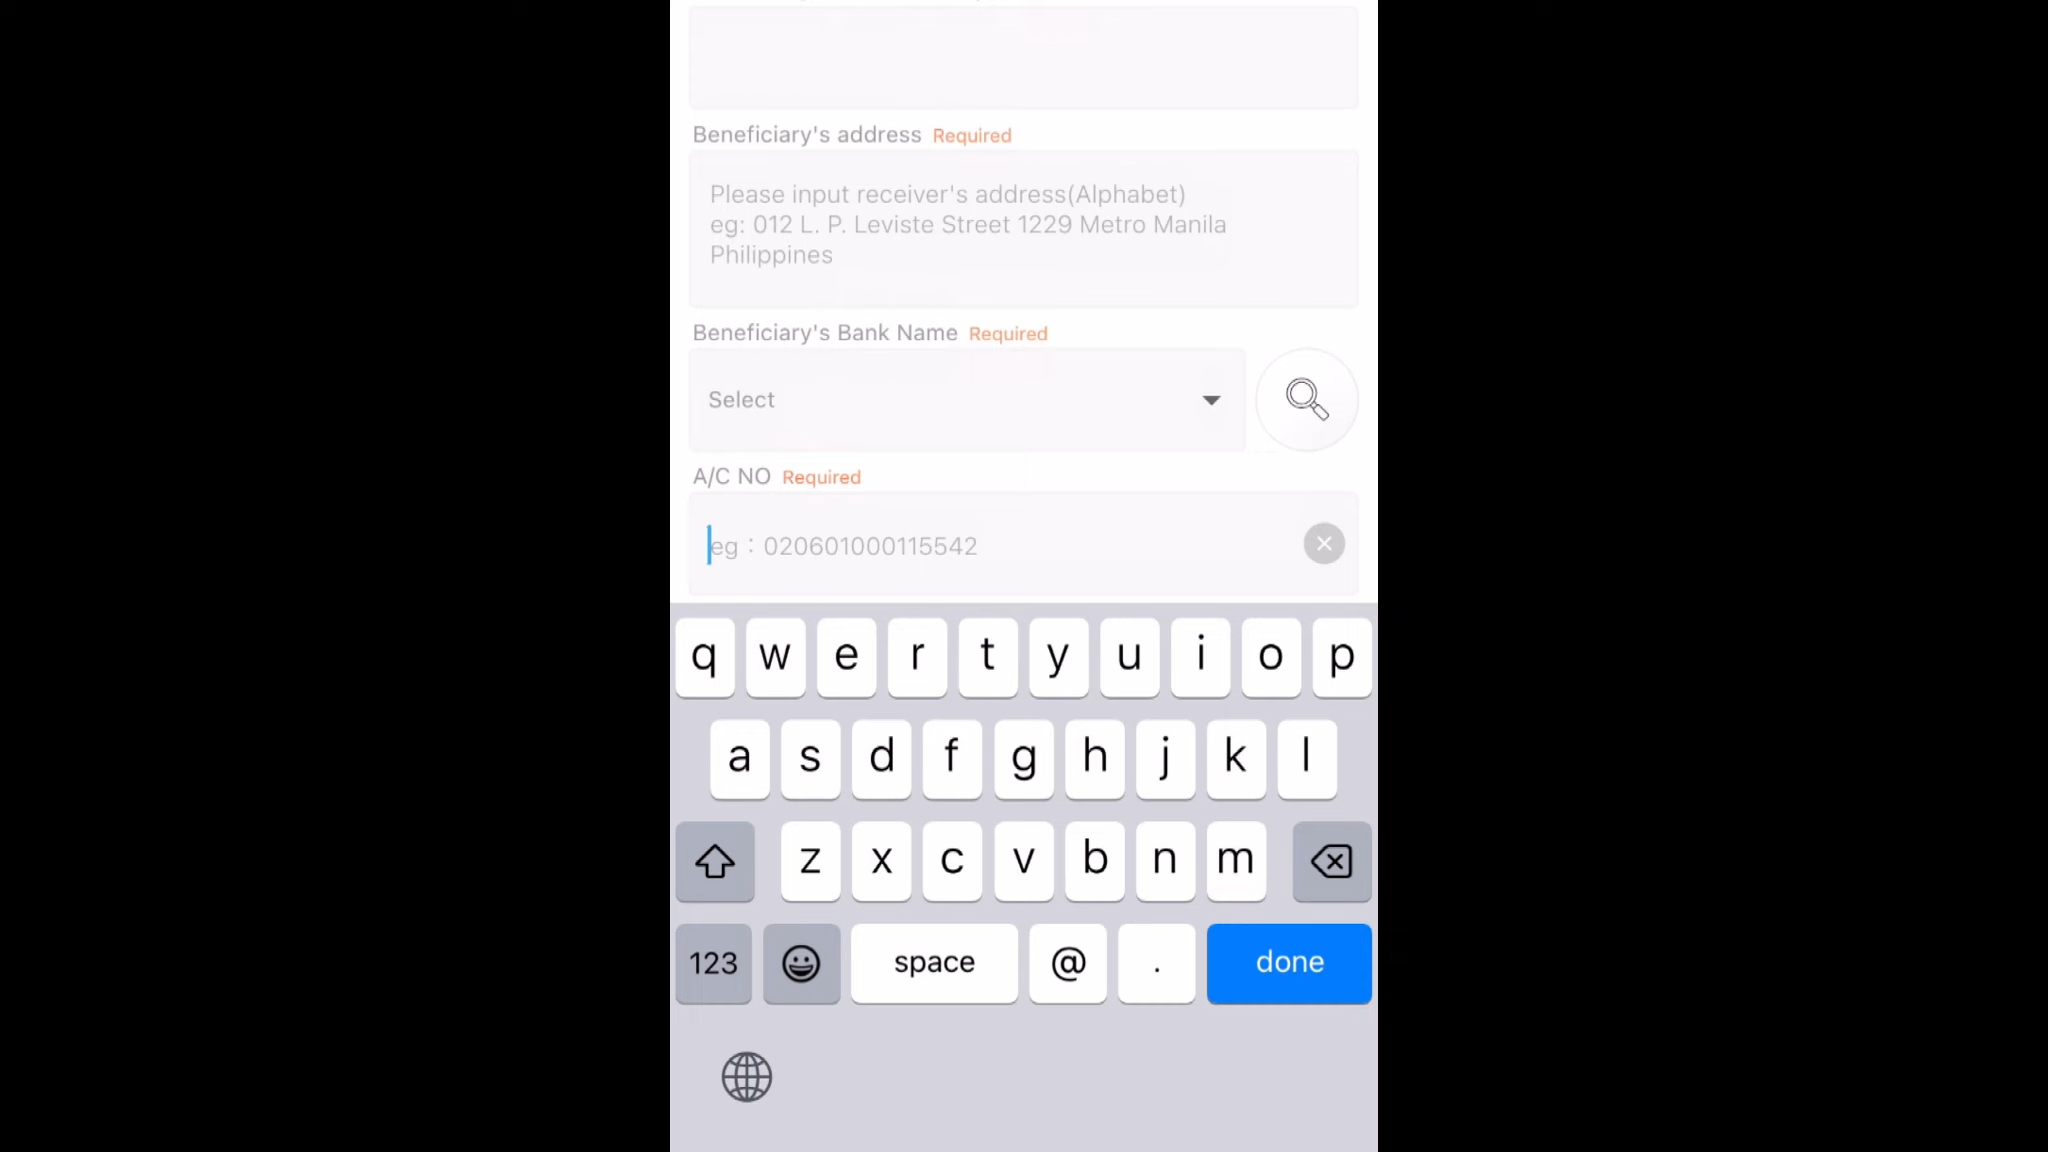 Beneficiary's address Required
Please input receiver's address(Alphabet)
eg: 012 L. P. Leviste Street 1229 Metro Manila
Philippines
Beneficiary's Bank Name Required
Select
A/C NO Required
eg：020601000115542
q w e r t y u i o p
a s d f g h j k l
z x c v b n m
123 space @ . done